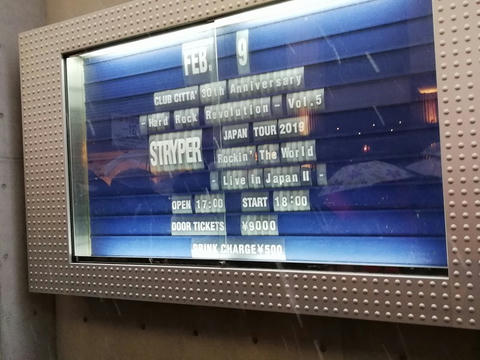 FEB. 9
CLUB CITTA' 30th Anniversary
- Hard Rock Revolution - Vol.5
STRYPER
JAPAN TOUR 2019
Rockin' The World
- Live in Japan II -
OPEN 17:00 START 18:00
DOOR TICKETS ¥9000
DRINK CHARGE¥500